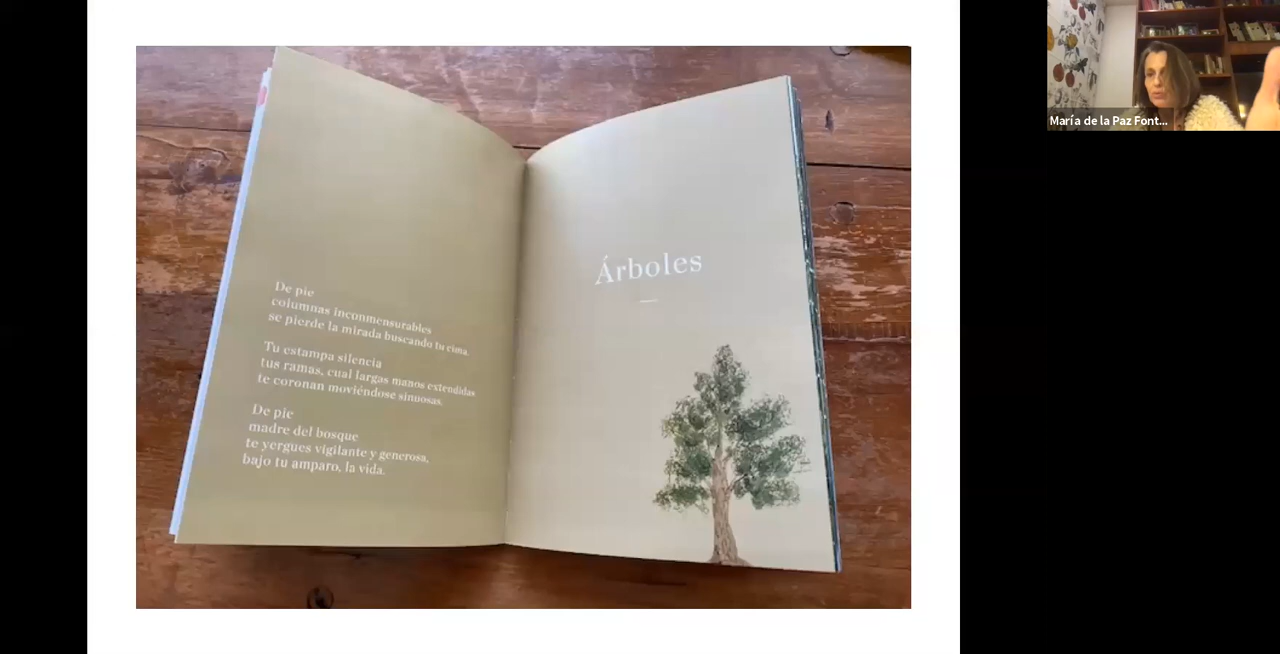 De pie
columnas inconmensurables
se pierde la mirada buscando tu cima.
Tu estampa silencia
tus ramas, cual largas manos extendidas
te coronan moviéndose sinuosas.
De pie
madre del bosque
te yergues vigilante y generosa,
bajo tu amparo, la vida.
Árboles
María de la Paz Font...